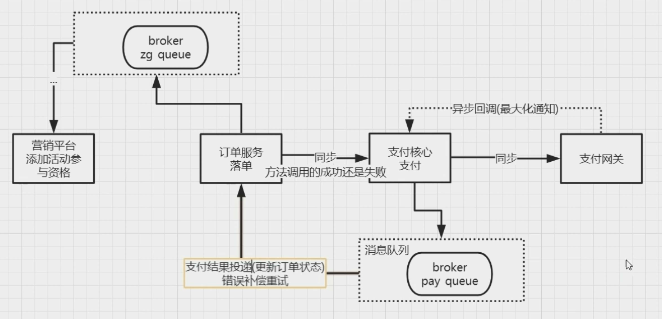 broker
zg queue
...
异步回调(最大化通知)
营销平台
添加活动参
与资格
订单服务
落单
同步
方法调用的成功还是失败
支付核心
支付
同步
支付网关
消息队列
broker
pay queue
支付结果投递(更新订单状态)
错误补偿重试